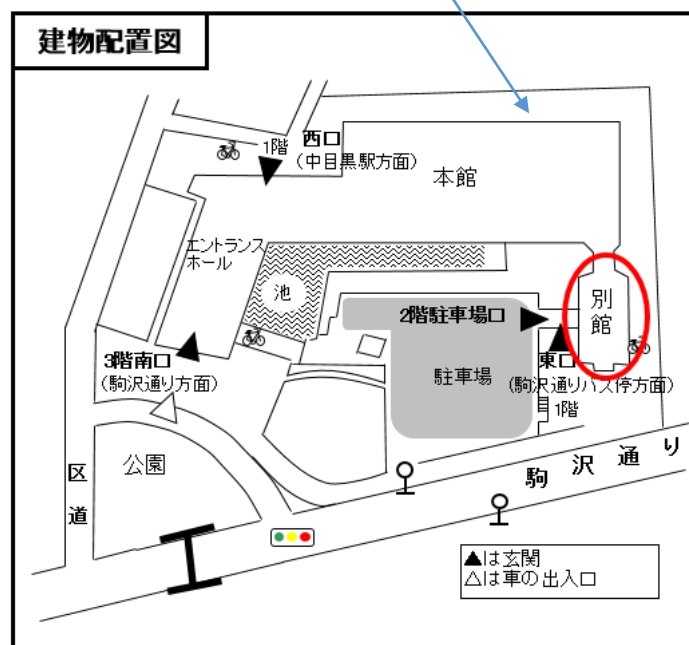 建物配置図
1階 西口
(中目黒駅方面)
本館
エントランス
ホール
池
別
館
2階駐車場口
3階南口
(駒沢通り方面)
駐車場
東口
(駒沢通りバス停方面)
1階
公園
区
道
駒沢通り
▲は玄関
△は車の出入口